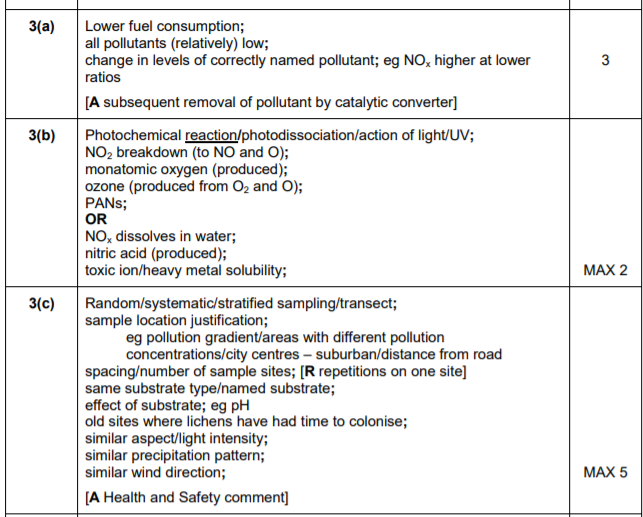 3(a)
Lower fuel consumption;
all pollutants (relatively) low;
change in levels of correctly named pollutant; eg NOₓ higher at lower
ratios
[A subsequent removal of pollutant by catalytic converter]
3
3(b)
Photochemical reaction/photodissociation/action of light/UV;
NO₂ breakdown (to NO and O);
monatomic oxygen (produced);
ozone (produced from O₂ and O);
PANs;
OR
NOₓ dissolves in water;
nitric acid (produced);
toxic ion/heavy metal solubility;
MAX 2
3(c)
Random/systematic/stratified sampling/transect;
sample location justification;
eg pollution gradient/areas with different pollution
concentrations/city centres – suburban/distance from road
spacing/number of sample sites; [R repetitions on one site]
same substrate type/named substrate;
effect of substrate; eg pH
old sites where lichens have had time to colonise;
similar aspect/light intensity;
similar precipitation pattern;
similar wind direction;
[A Health and Safety comment]
MAX 5